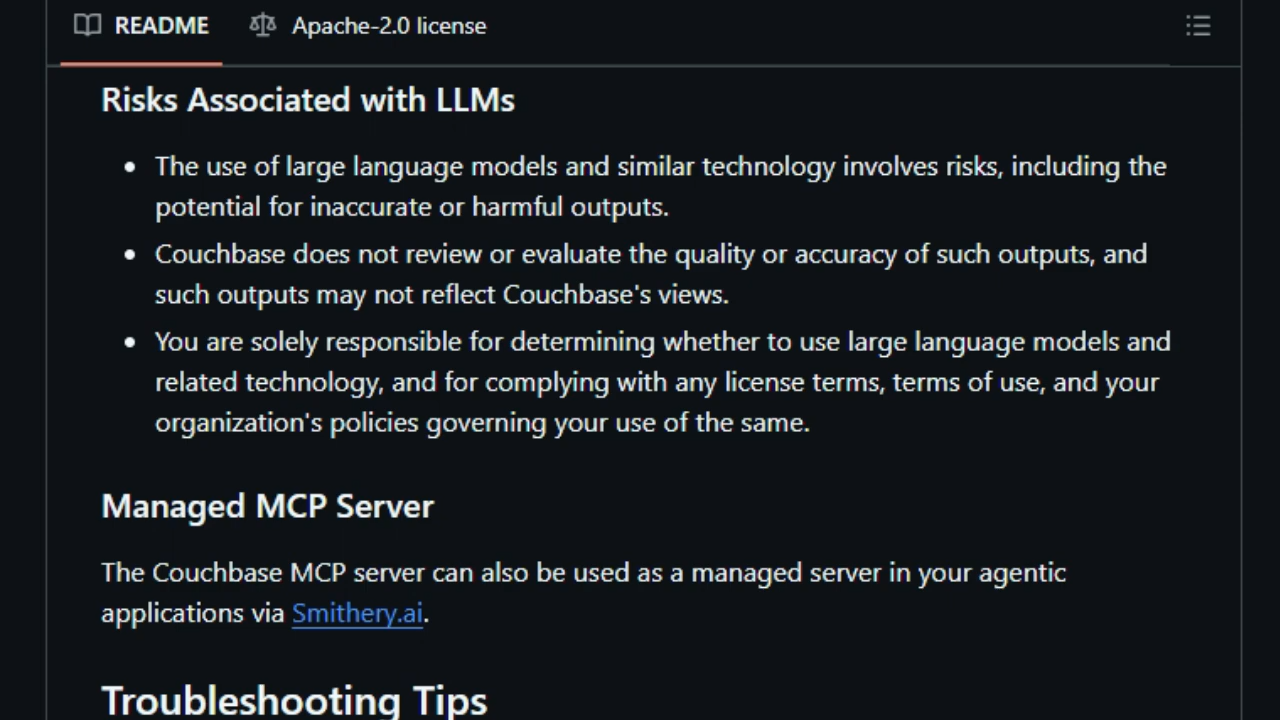 README Apache-2.0 license
Risks Associated with LLMs
The use of large language models and similar technology involves risks, including the
potential for inaccurate or harmful outputs.
Couchbase does not review or evaluate the quality or accuracy of such outputs, and
such outputs may not reflect Couchbase's views.
You are solely responsible for determining whether to use large language models and
related technology, and for complying with any license terms, terms of use, and your
organization's policies governing your use of the same.
Managed MCP Server
The Couchbase MCP server can also be used as a managed server in your agentic
applications via Smithery.ai.
Troubleshooting Tips